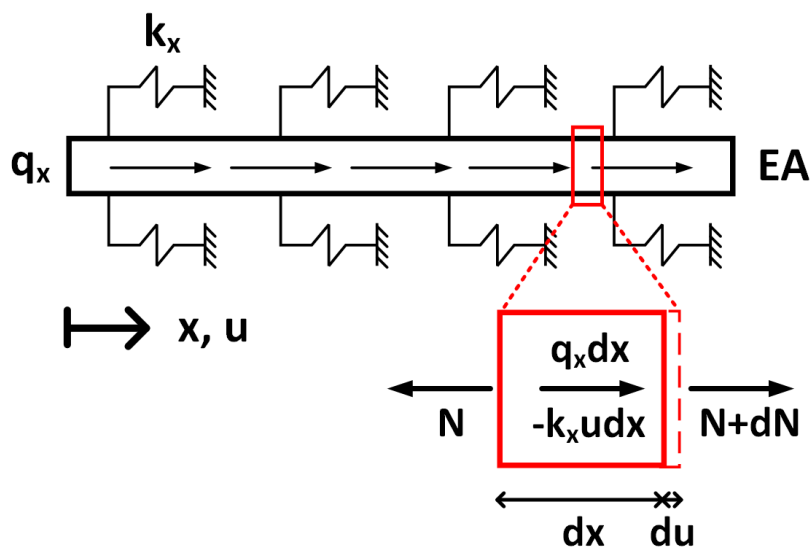 kₓ
qₓ
EA
x, u
qₓdx
N
-kₓudx
N+dN
dx
du